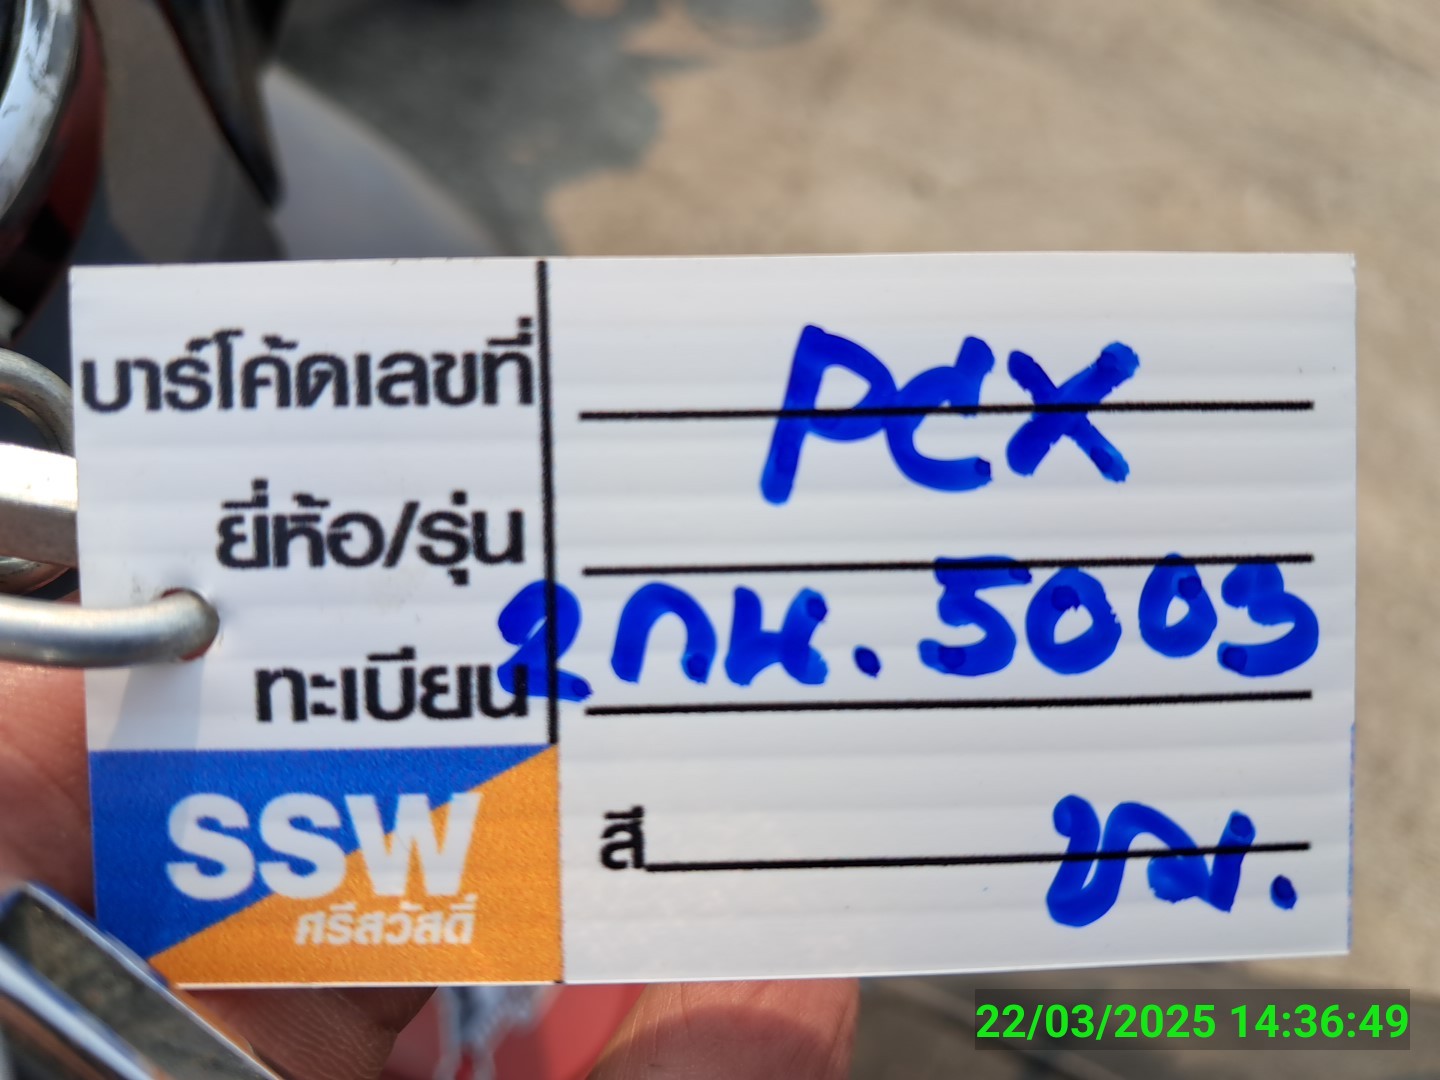 บาร์โค้ดเลขที่ PCX
ยี่ห้อ/รุ่น
ทะเบียน 2กน. 5003
SSW
ศรีสวัสดิ์
สี ขม.
22/03/2025 14:36:49